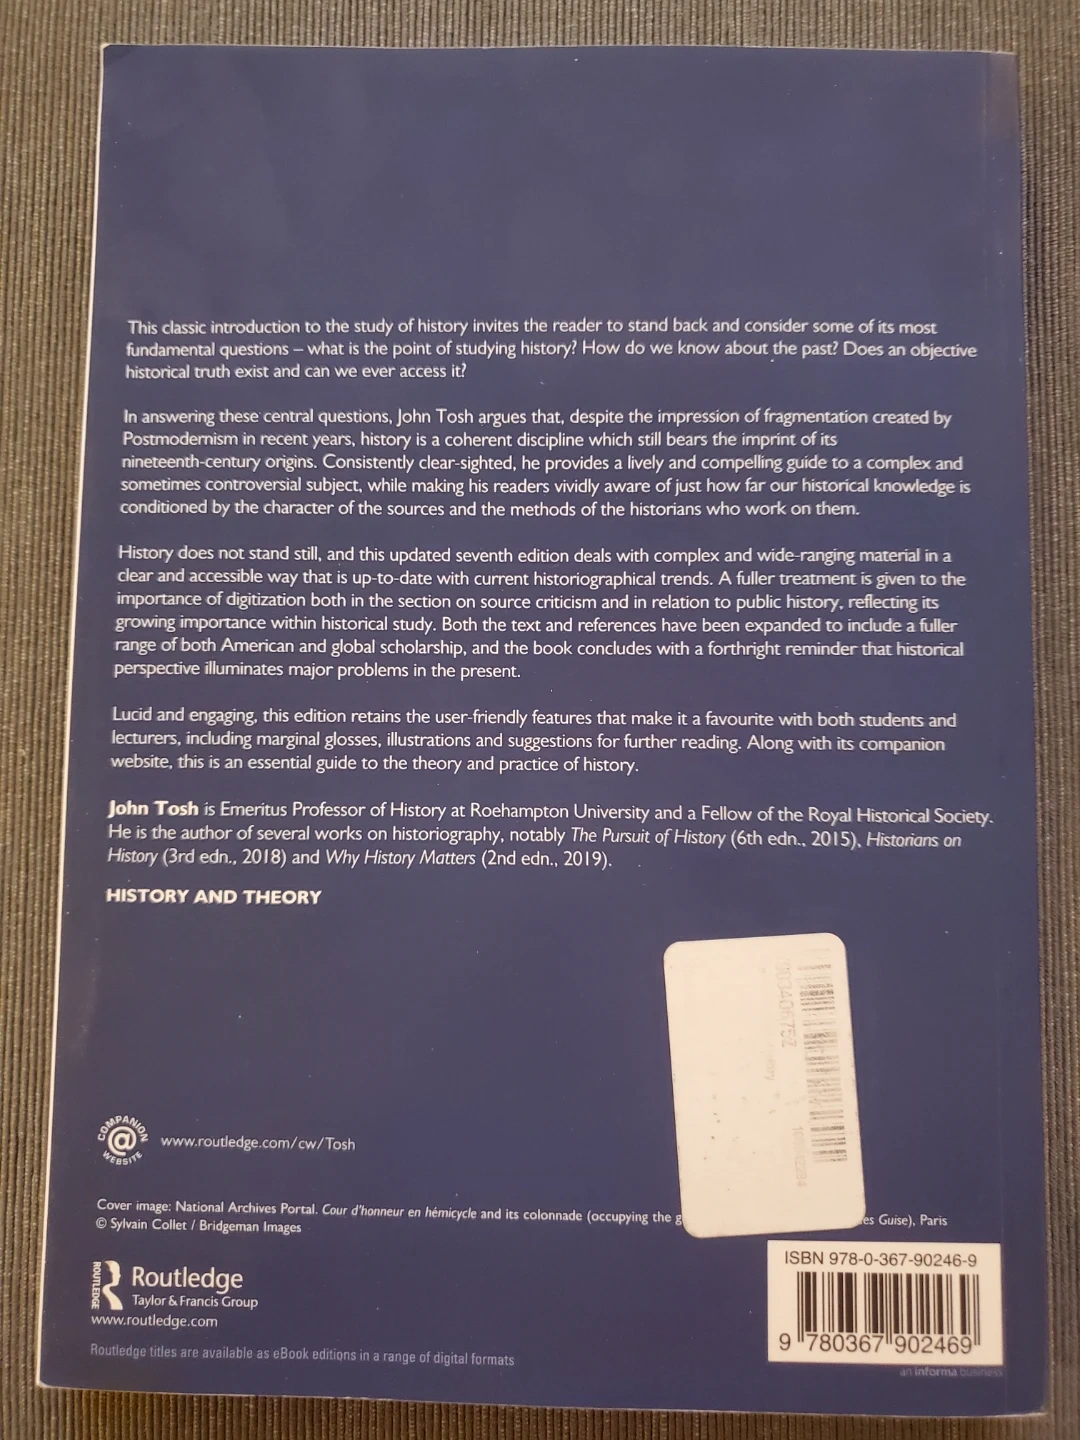 This classic introduction to the study of history invites the reader to stand back and consider some of its most
fundamental questions – what is the point of studying history? How do we know about the past? Does an objective
historical truth exist and can we ever access it?
In answering these central questions, John Tosh argues that, despite the impression of fragmentation created by
Postmodernism in recent years, history is a coherent discipline which still bears the imprint of its
nineteenth-century origins. Consistently clear-sighted, he provides a lively and compelling guide to a complex and
sometimes controversial subject, while making his readers vividly aware of just how far our historical knowledge is
conditioned by the character of the sources and the methods of the historians who work on them.
History does not stand still, and this updated seventh edition deals with complex and wide-ranging material in a
clear and accessible way that is up-to-date with current historiographical trends. A fuller treatment is given to the
importance of digitization both in the section on source criticism and in relation to public history, reflecting its
growing importance within historical study. Both the text and references have been expanded to include a fuller
range of both American and global scholarship, and the book concludes with a forthright reminder that historical
perspective illuminates major problems in the present.
Lucid and engaging, this edition retains the user-friendly features that make it a favourite with both students and
lecturers, including marginal glosses, illustrations and suggestions for further reading. Along with its companion
website, this is an essential guide to the theory and practice of history.
John Tosh is Emeritus Professor of History at Roehampton University and a Fellow of the Royal Historical Society.
He is the author of several works on historiography, notably The Pursuit of History (6th edn., 2015), Historians on
History (3rd edn., 2018) and Why History Matters (2nd edn., 2019).
HISTORY AND THEORY
COMPANION @ WEBSITE
www.routledge.com/cw/Tosh
Cover image: National Archives Portal. Cour d'honneur en hémicycle and its colonnade (occupying the g es Guise), Paris
© Sylvain Collet / Bridgeman Images
ROUTLEDGE
Routledge
Taylor & Francis Group
www.routledge.com
Routledge titles are available as eBook editions in a range of digital formats
ISBN 978-0-367-90246-9
9 780367 902469
an informa business